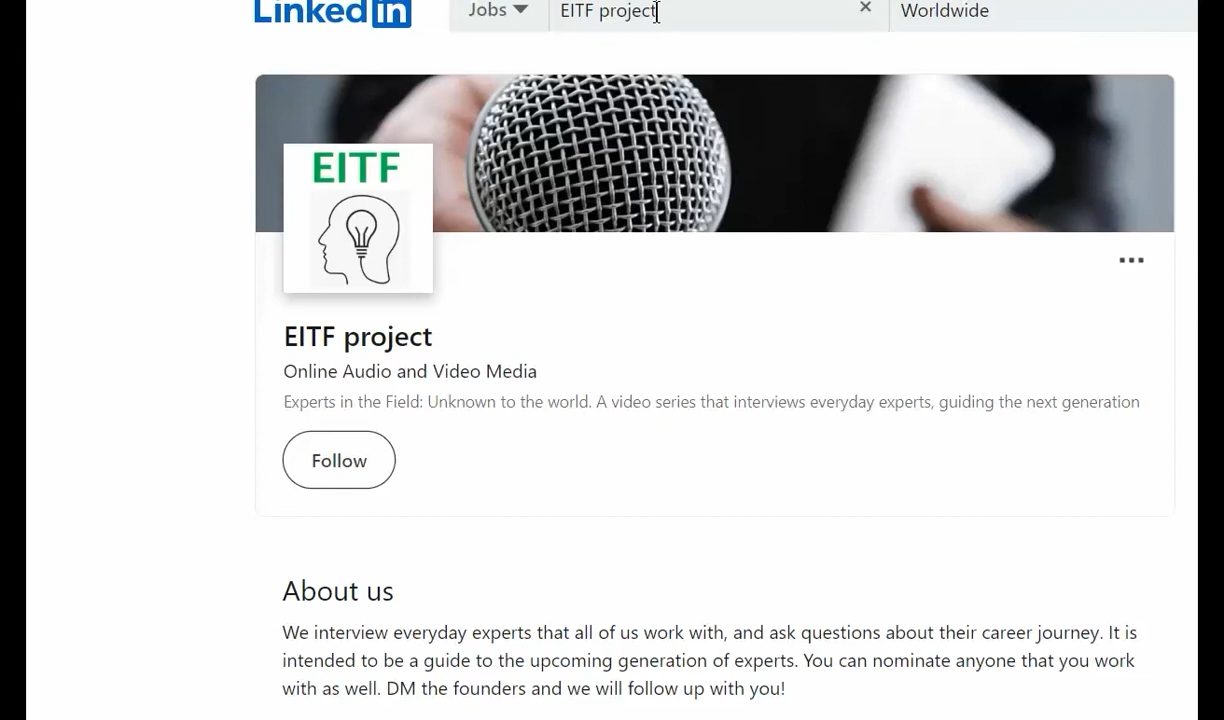 Linked in
Jobs
EITF project
Worldwide
EITF
EITF project
Online Audio and Video Media
Experts in the Field: Unknown to the world. A video series that interviews everyday experts, guiding the next generation
Follow
About us
We interview everyday experts that all of us work with, and ask questions about their career journey. It is
intended to be a guide to the upcoming generation of experts. You can nominate anyone that you work
with as well. DM the founders and we will follow up with you!